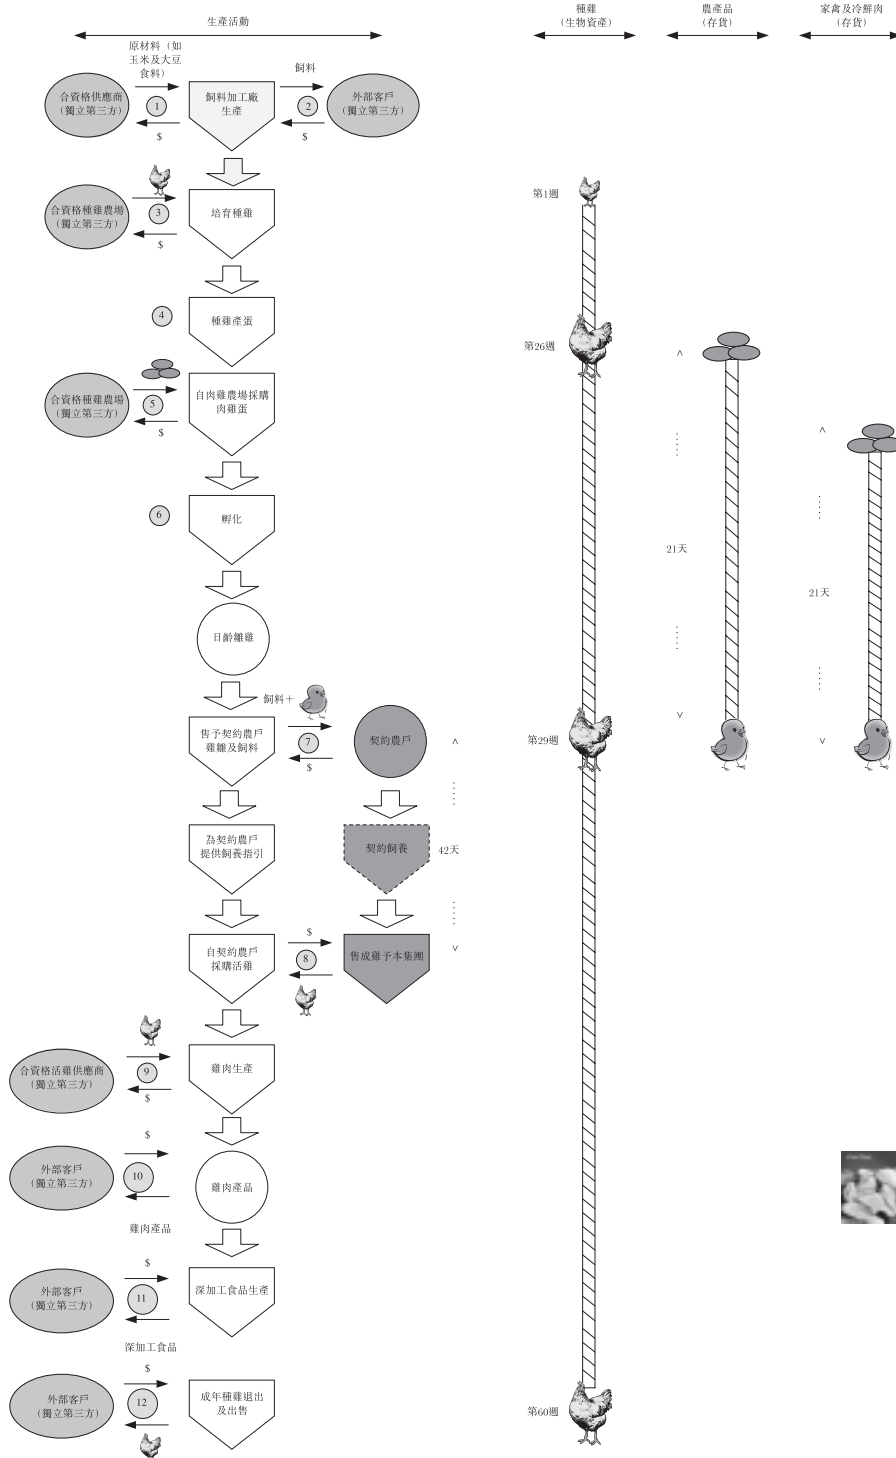 生產活動
種雞
(生物資產)
農產品
(存貨)
家禽及冷鮮肉
(存貨)
原材料（如
玉米及大豆
食料）
飼料
合資格供應商
(獨立第三方)
1
$
飼料加工廠
生產
2
$
外部客戶
(獨立第三方)
合資格種雞農場
(獨立第三方)
3
$
培育種雞
第1週
4
種雞產蛋
第26週
合資格種雞農場
(獨立第三方)
5
$
自肉雞農場採購
肉雞蛋
6
孵化
21天
21天
日齡雛雞
飼料＋
售予契約農戶
雞雛及飼料
7
$
契約農戶
第29週
為契約農戶
提供飼養指引
契約飼養
42天
自契約農戶
採購活雞
$
8
售成雞予本集團
合資格活雞供應商
(獨立第三方)
9
$
雞肉生產
外部客戶
(獨立第三方)
$
10
雞肉產品
雞肉產品
外部客戶
(獨立第三方)
$
11
深加工食品生產
深加工食品
外部客戶
(獨立第三方)
$
12
成年種雞退出
及出售
第60週